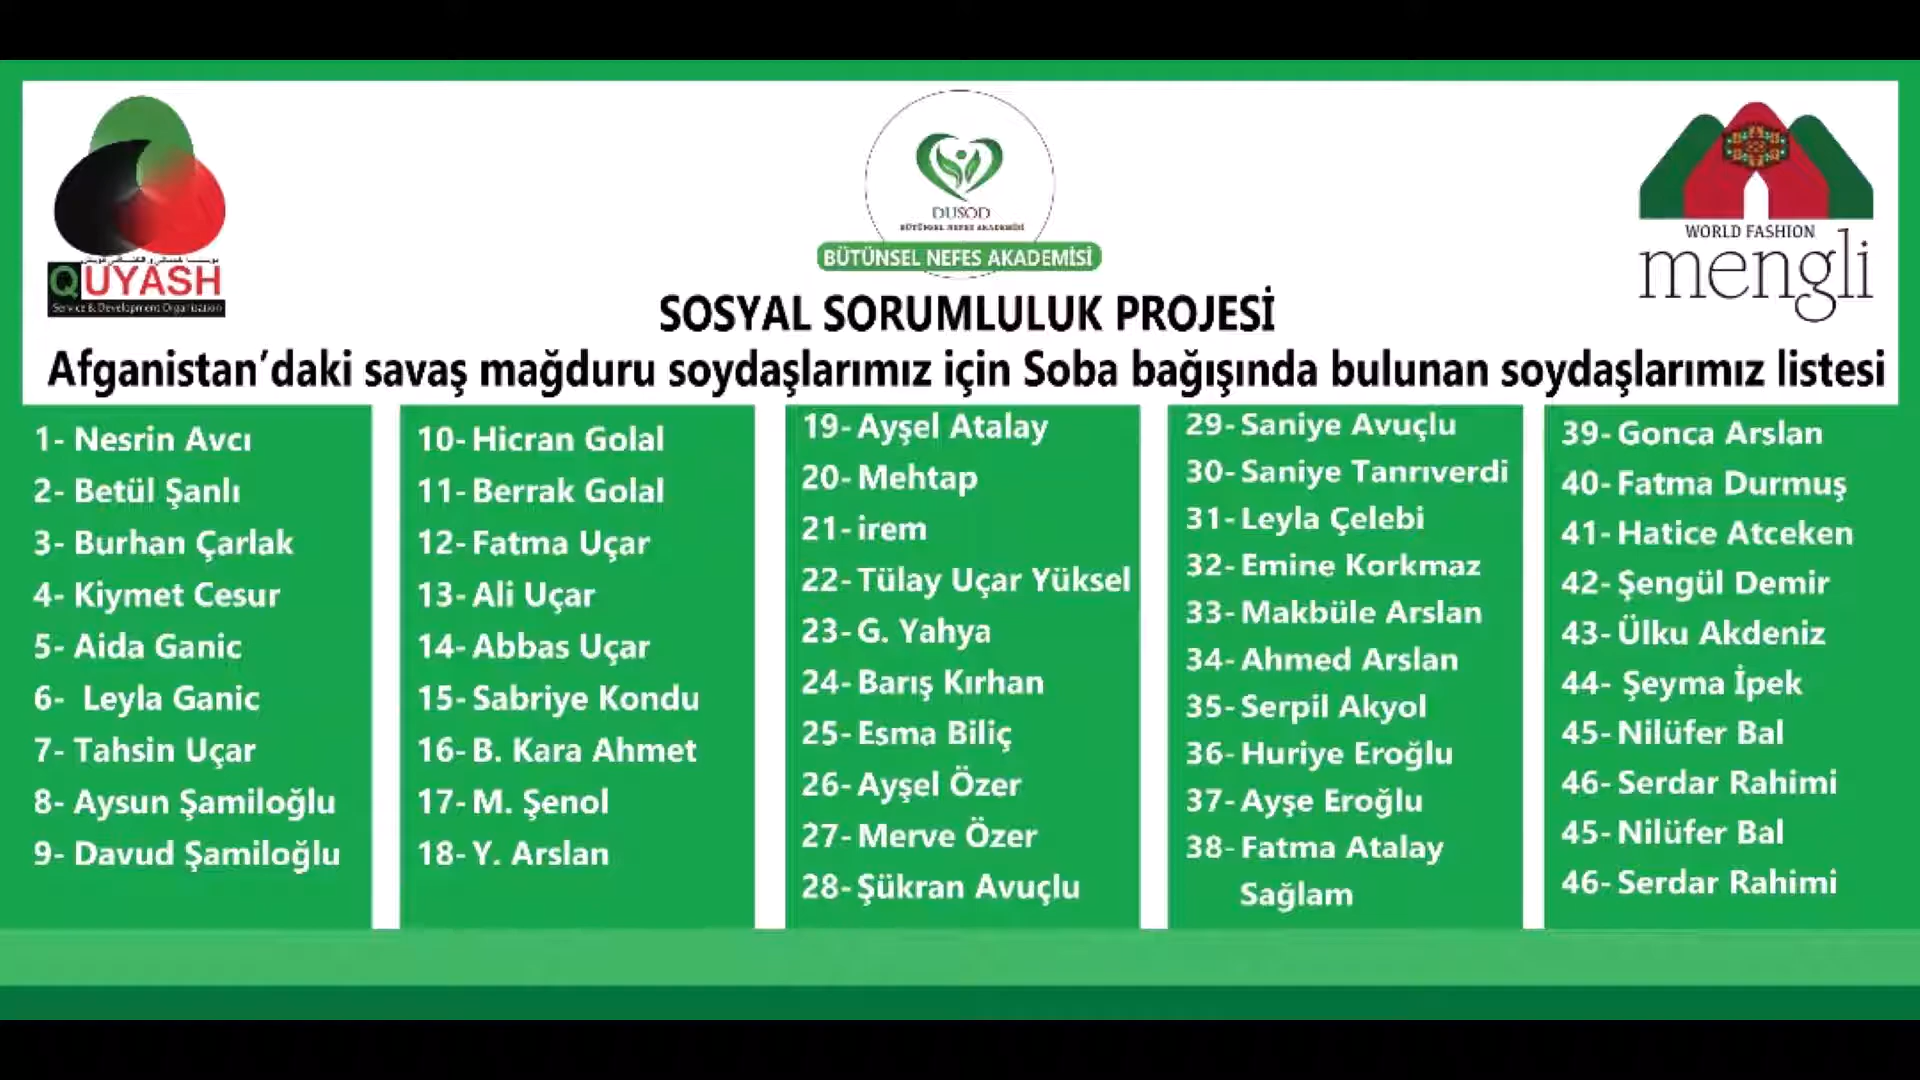 QUYASH
Service & Development Organization
DUSOD
BÜTÜNSEL NEFES AKADEMİSİ
BÜTÜNSEL NEFES AKADEMİSİ
WORLD FASHION
mengli
SOSYAL SORUMLULUK PROJESİ
Afganistan'daki savaş mağduru soydaşlarımız için Soba bağışında bulunan soydaşlarımız listesi
1- Nesrin Avcı
2- Betül Şanlı
3- Burhan Çarlak
4- Kiymet Cesur
5- Aida Ganic
6- Leyla Ganic
7- Tahsin Uçar
8- Aysun Şamiloğlu
9- Davud Şamiloğlu
10- Hicran Golal
11- Berrak Golal
12- Fatma Uçar
13- Ali Uçar
14- Abbas Uçar
15- Sabriye Kondu
16- B. Kara Ahmet
17- M. Şenol
18- Y. Arslan
19- Ayşel Atalay
20- Mehtap
21- irem
22- Tülay Uçar Yüksel
23- G. Yahya
24- Barış Kırhan
25- Esma Biliç
26- Ayşel Özer
27- Merve Özer
28- Şükran Avuçlu
29- Saniye Avuçlu
30- Saniye Tanrıverdi
31- Leyla Çelebi
32- Emine Korkmaz
33- Makbüle Arslan
34- Ahmed Arslan
35- Serpil Akyol
36- Huriye Eroğlu
37- Ayşe Eroğlu
38- Fatma Atalay
Sağlam
39- Gonca Arslan
40- Fatma Durmuş
41- Hatice Atceken
42- Şengül Demir
43- Ülku Akdeniz
44- Şeyma İpek
45- Nilüfer Bal
46- Serdar Rahimi
45- Nilüfer Bal
46- Serdar Rahimi